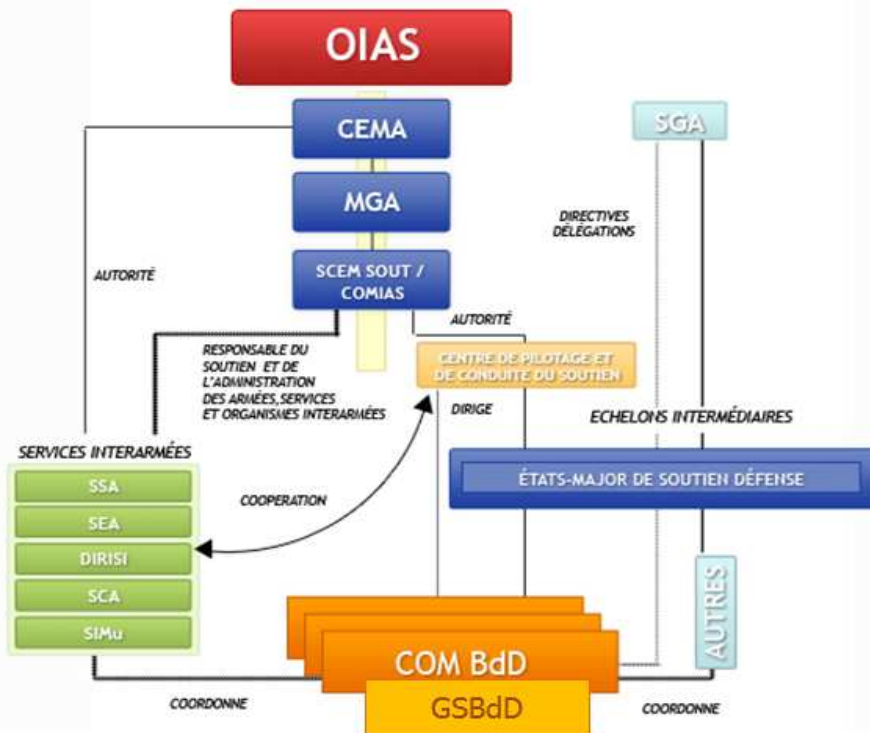 OIAS
CEMA
SGA
MGA
DIRECTIVES
DÉLÉGATIONS
SCEM SOUT /
COMIAS
AUTORITÉ
AUTORITÉ
RESPONSABLE DU
SOUTIEN ET DE
L'ADMINISTRATION
DES ARMÉES,SERVICES
ET ORGANISMES INTERARMÉES
CENTRE DE PILOTAGE ET
DE CONDUITE DU SOUTIEN
DIRIGE
ECHELONS INTERMÉDIAIRES
SERVICES INTERARMÉES
ÉTATS-MAJOR DE SOUTIEN DÉFENSE
SSA
SEA
DIRISI
SCA
SIMu
COOPERATION
AUTRES
COM BdD
GSBdD
COORDONNE
COORDONNE